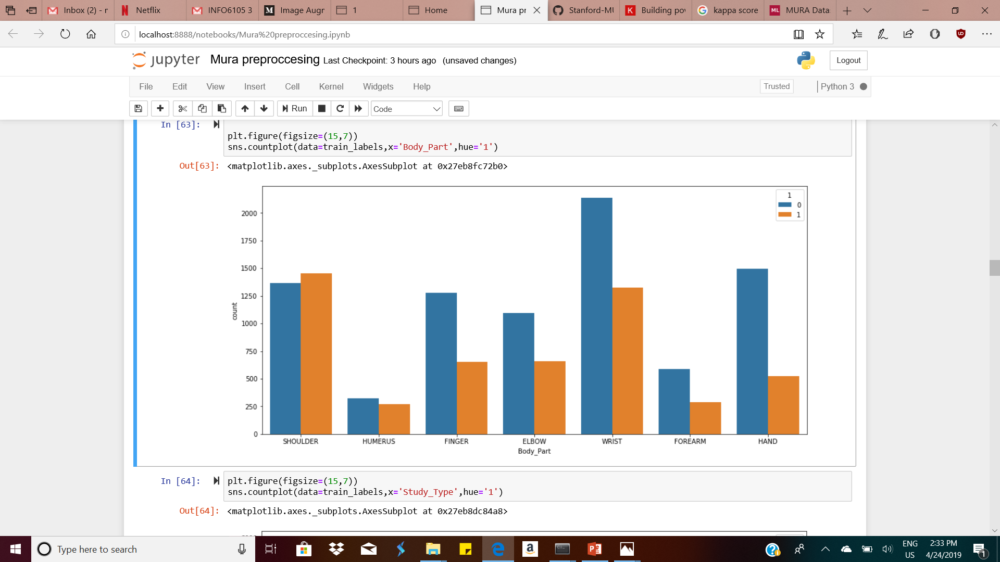 Inbox (2) - r
Netflix
INFO6105 3
Image Augr
1
Home
Mura pr
Stanford-MU
Building po
kappa score
MURA Data
localhost:8888/notebooks/Mura%20preproccesing.ipynb
jupyter Mura preproccesing Last Checkpoint: 3 hours ago (unsaved changes)
Logout
File Edit View Insert Cell Kernel Widgets Help
Trusted
Python 3
Run
Code
In [63]:
plt.figure(figsize=(15,7))
sns.countplot(data=train_labels,x='Body_Part',hue='1')
Out[63]: <matplotlib.axes._subplots.AxesSubplot at 0x27eb8fc72b0>
1
0
1
2000
1750
1500
1250
1000
750
500
250
0
count
SHOULDER HUMERUS FINGER ELBOW WRIST FOREARM HAND
Body_Part
In [64]:
plt.figure(figsize=(15,7))
sns.countplot(data=train_labels,x='Study_Type',hue='1')
Out[64]: <matplotlib.axes._subplots.AxesSubplot at 0x27eb8dc84a8>
Type here to search
ENG
US
2:33 PM
4/24/2019
1